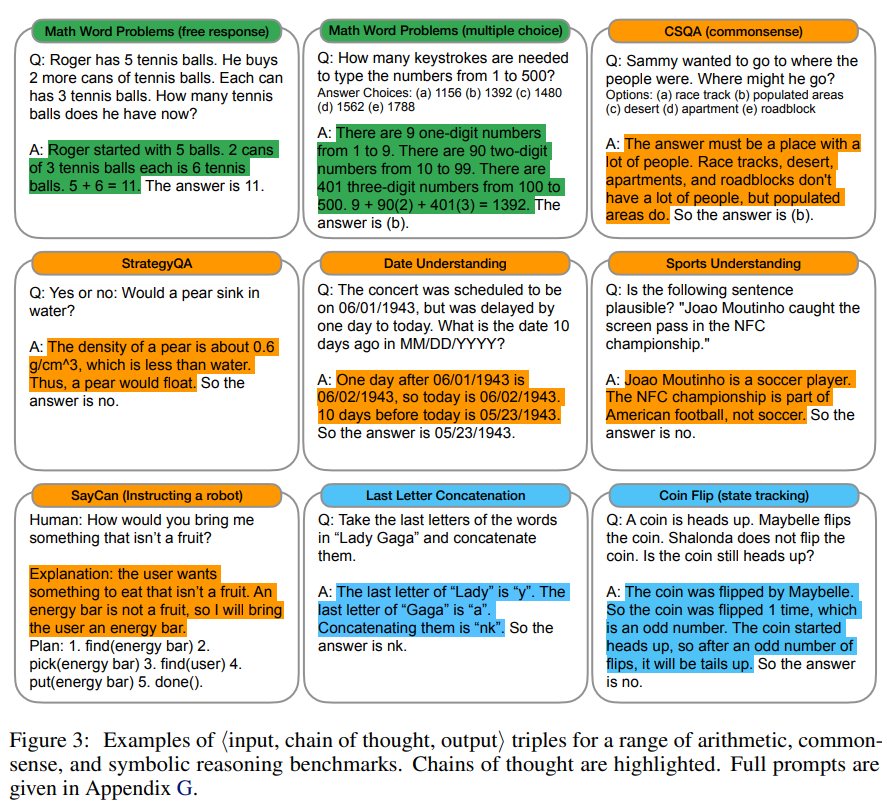 Math Word Problems (free response)
Q: Roger has 5 tennis balls. He buys
2 more cans of tennis balls. Each can
has 3 tennis balls. How many tennis
balls does he have now?
A: Roger started with 5 balls. 2 cans
of 3 tennis balls each is 6 tennis
balls. 5 + 6 = 11. The answer is 11.
Math Word Problems (multiple choice)
Q: How many keystrokes are needed
to type the numbers from 1 to 500?
Answer Choices: (a) 1156 (b) 1392 (c) 1480
(d) 1562 (e) 1788
A: There are 9 one-digit numbers
from 1 to 9. There are 90 two-digit
numbers from 10 to 99. There are
401 three-digit numbers from 100 to
500. 9 + 90(2) + 401(3) = 1392. The
answer is (b).
CSQA (commonsense)
Q: Sammy wanted to go to where the
people were. Where might he go?
Options: (a) race track (b) populated areas
(c) desert (d) apartment (e) roadblock
A: The answer must be a place with a
lot of people. Race tracks, desert,
apartments, and roadblocks don't
have a lot of people, but populated
areas do. So the answer is (b).
StrategyQA
Q: Yes or no: Would a pear sink in
water?
A: The density of a pear is about 0.6
g/cm^3, which is less than water.
Thus, a pear would float. So the
answer is no.
Date Understanding
Q: The concert was scheduled to be
on 06/01/1943, but was delayed by
one day to today. What is the date 10
days ago in MM/DD/YYYY?
A: One day after 06/01/1943 is
06/02/1943, so today is 06/02/1943.
10 days before today is 05/23/1943.
So the answer is 05/23/1943.
Sports Understanding
Q: Is the following sentence
plausible? "Joao Moutinho caught the
screen pass in the NFC
championship."
A: Joao Moutinho is a soccer player.
The NFC championship is part of
American football, not soccer. So the
answer is no.
SayCan (Instructing a robot)
Human: How would you bring me
something that isn’t a fruit?
Explanation: the user wants
something to eat that isn’t a fruit. An
energy bar is not a fruit, so I will bring
the user an energy bar.
Plan: 1. find(energy bar) 2.
pick(energy bar) 3. find(user) 4.
put(energy bar) 5. done().
Last Letter Concatenation
Q: Take the last letters of the words
in “Lady Gaga” and concatenate
them.
A: The last letter of “Lady” is “y”. The
last letter of “Gaga” is “a”.
Concatenating them is “nk”. So the
answer is nk.
Coin Flip (state tracking)
Q: A coin is heads up. Maybelle flips
the coin. Shalonda does not flip the
coin. Is the coin still heads up?
A: The coin was flipped by Maybelle.
So the coin was flipped 1 time, which
is an odd number. The coin started
heads up, so after an odd number of
flips, it will be tails up. So the answer
is no.
Figure 3: Examples of ⟨input, chain of thought, output⟩ triples for a range of arithmetic, common-
sense, and symbolic reasoning benchmarks. Chains of thought are highlighted. Full prompts are
given in Appendix G.